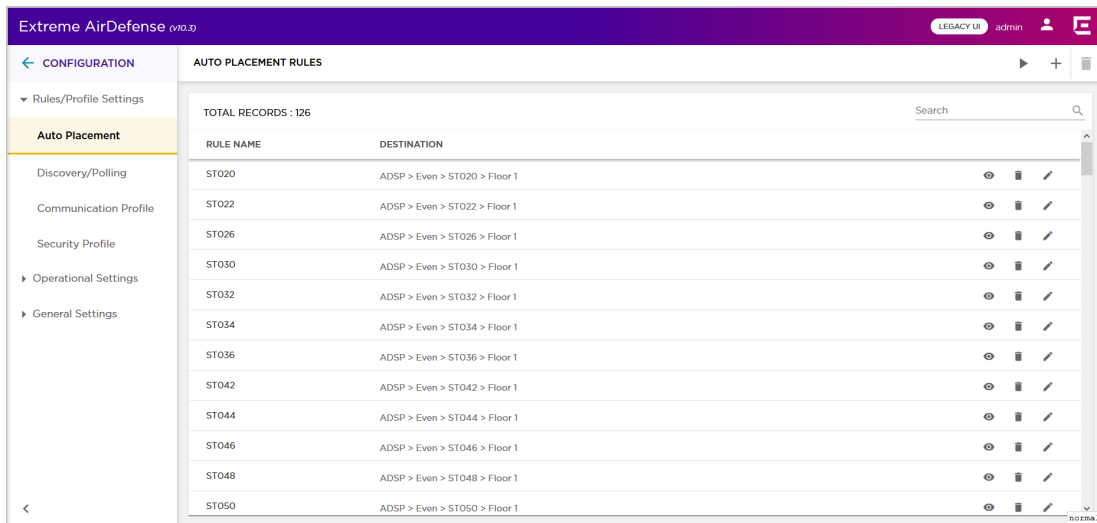 Extreme AirDefense (v10.3)
LEGACY UI admin
CONFIGURATION
AUTO PLACEMENT RULES
Rules/Profile Settings
Auto Placement
Discovery/Polling
Communication Profile
Security Profile
Operational Settings
General Settings
TOTAL RECORDS : 126
Search
RULE NAME DESTINATION
ST020 ADSP > Even > ST020 > Floor 1
ST022 ADSP > Even > ST022 > Floor 1
ST026 ADSP > Even > ST026 > Floor 1
ST030 ADSP > Even > ST030 > Floor 1
ST032 ADSP > Even > ST032 > Floor 1
ST034 ADSP > Even > ST034 > Floor 1
ST036 ADSP > Even > ST036 > Floor 1
ST042 ADSP > Even > ST042 > Floor 1
ST044 ADSP > Even > ST044 > Floor 1
ST046 ADSP > Even > ST046 > Floor 1
ST048 ADSP > Even > ST048 > Floor 1
ST050 ADSP > Even > ST050 > Floor 1